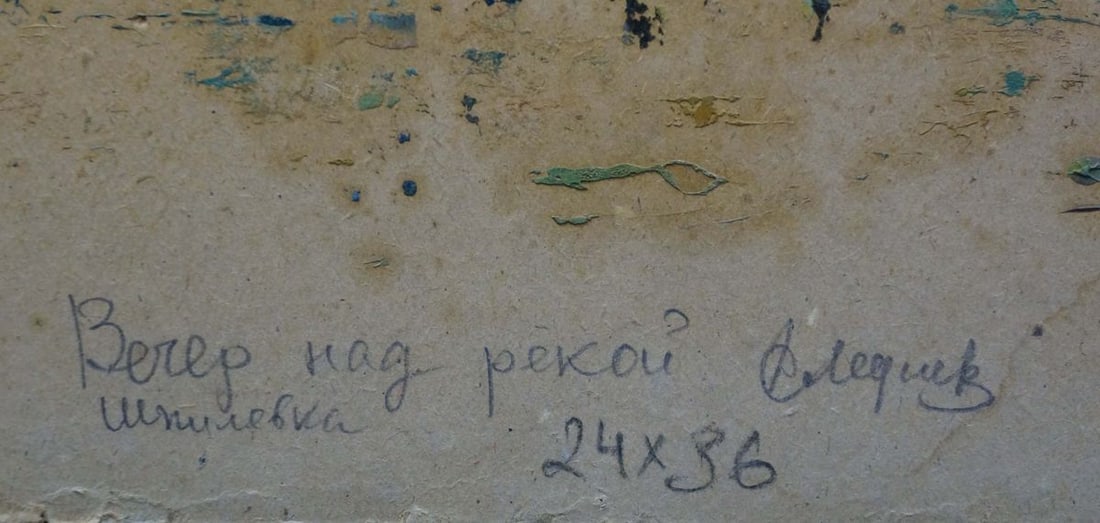 Вечер над рекой
Шпилевка
24х36